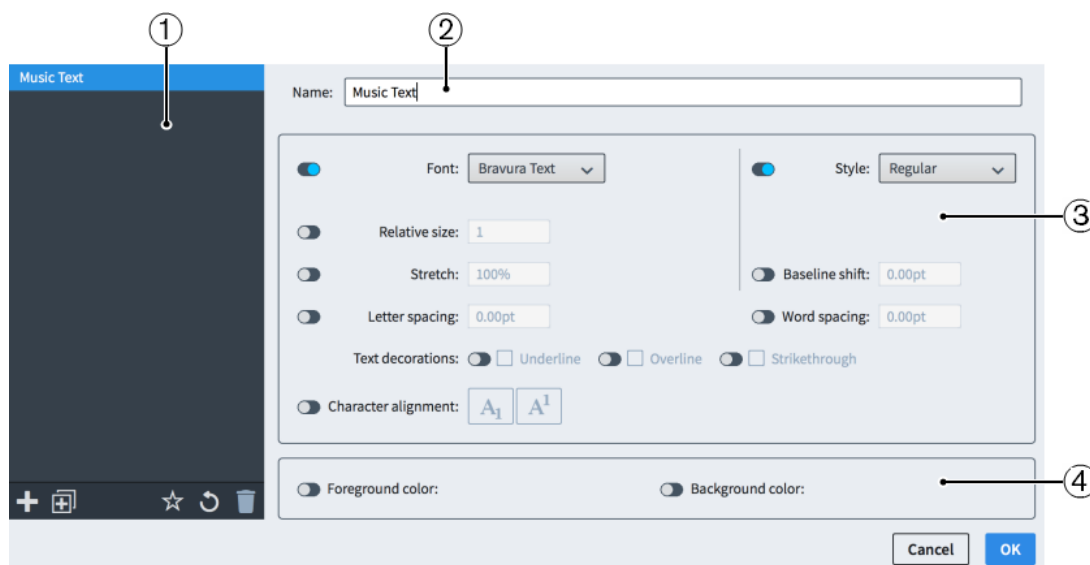 1 2
Music Text
Name: Music Text
Font: Bravura Text Style: Regular
3
Relative size: 1
Stretch: 100% Baseline shift: 0.00pt
Letter spacing: 0.00pt Word spacing: 0.00pt
Text decorations: Underline Overline Strikethrough
Character alignment: A1 A1
4
Foreground color: Background color:
Cancel OK